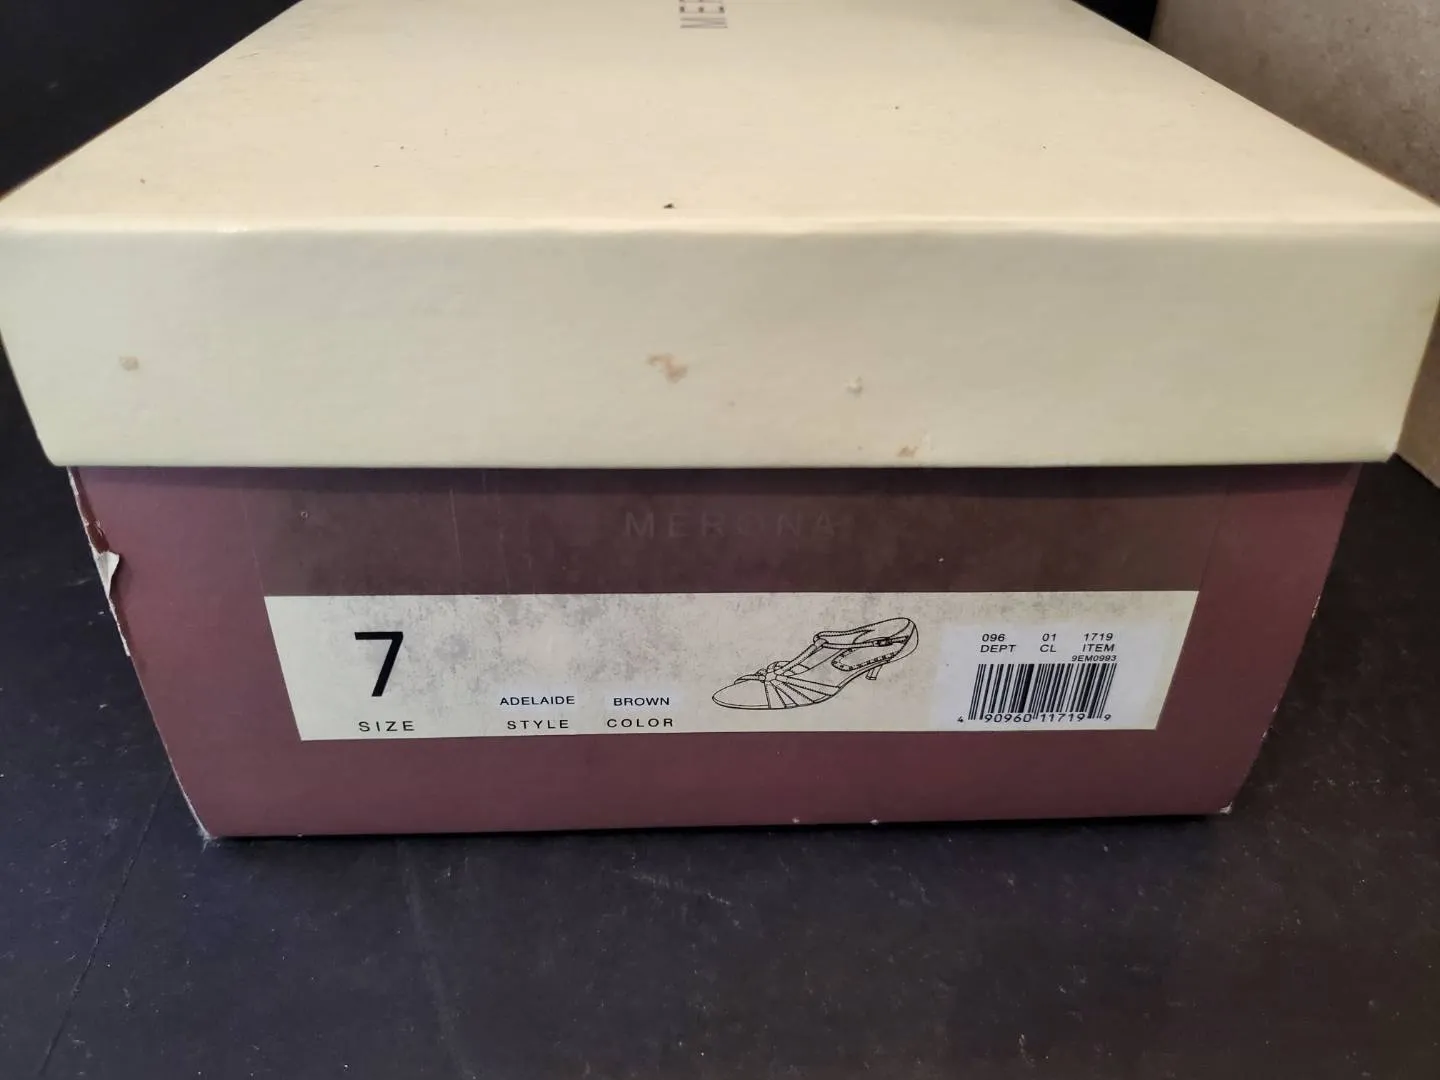 MERONA
7
SIZE
ADELAIDE
STYLE
BROWN
COLOR
096 01 1719
DEPT CL ITEM
9EM0993
4 90960 11719 9